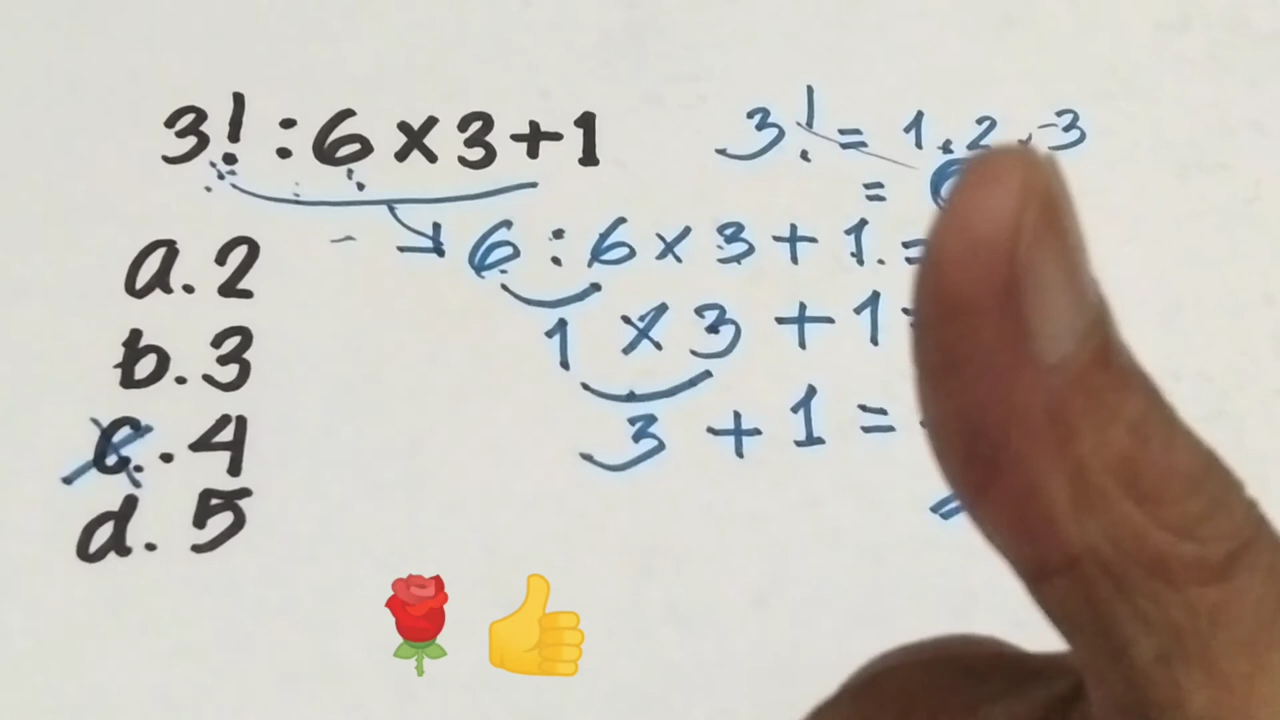 3! : 6 × 3 + 1
a. 2
b. 3
c. 4
d. 5
3! = 1 . 2 . 3
= 6
6 : 6 × 3 + 1 =
1 × 3 + 1
3 + 1 =
=